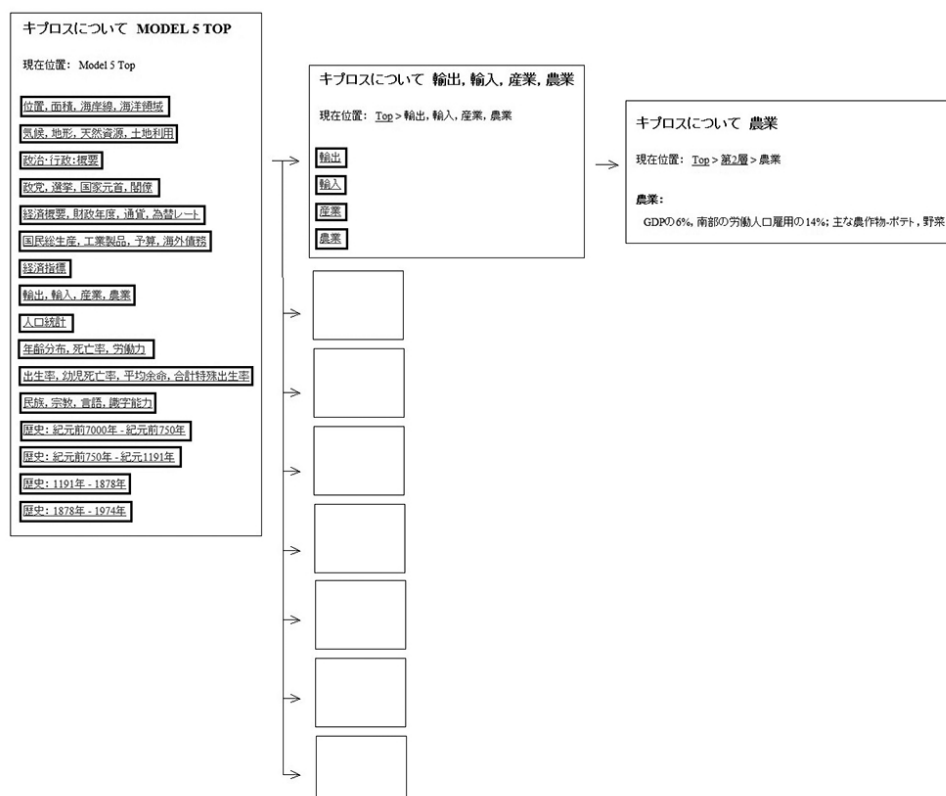 キプロスについて MODEL 5 TOP
現在位置: Model 5 Top
位置, 面積, 海岸線, 海洋領域
気候, 地形, 天然資源, 土地利用
政治・行政:概要
政党, 選挙, 国家元首, 閣僚
経済概要, 財政年度, 通貨, 為替レート
国民総生産, 工業製品, 予算, 海外債務
経済指標
輸出, 輸入, 産業, 農業
人口統計
年齢分布, 死亡率, 労働力
出生率, 幼児死亡率, 平均余命, 合計特殊出生率
民族, 宗教, 言語, 識字能力
歴史: 紀元前7000年 - 紀元前750年
歴史: 紀元前750年 - 紀元1191年
歴史: 1191年 - 1878年
歴史: 1878年 - 1974年
キプロスについて 輸出, 輸入, 産業, 農業
現在位置: Top > 輸出, 輸入, 産業, 農業
輸出
輸入
産業
農業
キプロスについて 農業
現在位置: Top > 第2層 > 農業
農業:
GDPの6%, 南部の労働人口雇用の14%; 主な農作物-ポテト, 野菜